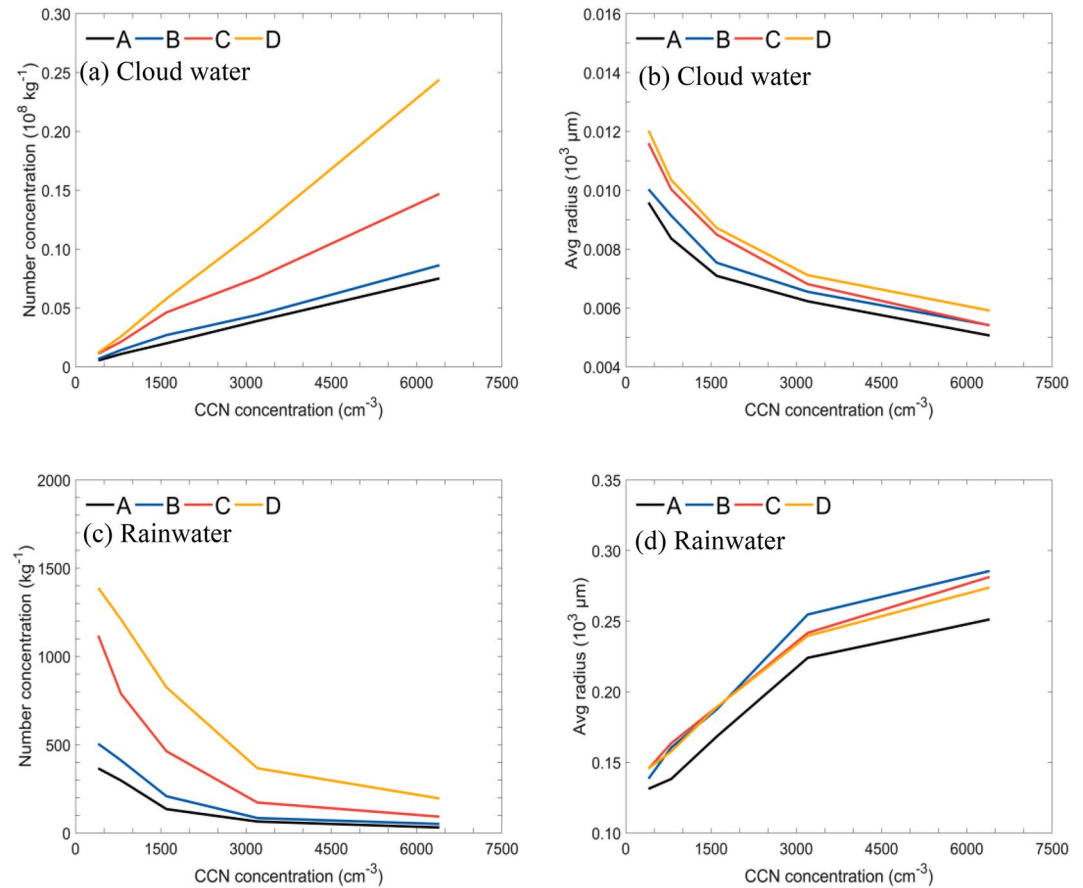 0.30
A B C D
(a) Cloud water
0.25
0.20
0.15
0.10
0.05
0
Number concentration (10⁸ kg⁻¹)
0 1500 3000 4500 6000 7500
CCN concentration (cm⁻³)
0.016
A B C D
(b) Cloud water
0.014
0.012
0.010
0.008
0.006
0.004
Avg radius (10³ µm)
0 1500 3000 4500 6000 7500
CCN concentration (cm⁻³)
2000
A B C D
(c) Rainwater
1500
1000
500
0
Number concentration (kg⁻¹)
0 1500 3000 4500 6000 7500
CCN concentration (cm⁻³)
0.35
A B C D
(d) Rainwater
0.30
0.25
0.20
0.15
0.10
Avg radius (10³ µm)
0 1500 3000 4500 6000 7500
CCN concentration (cm⁻³)